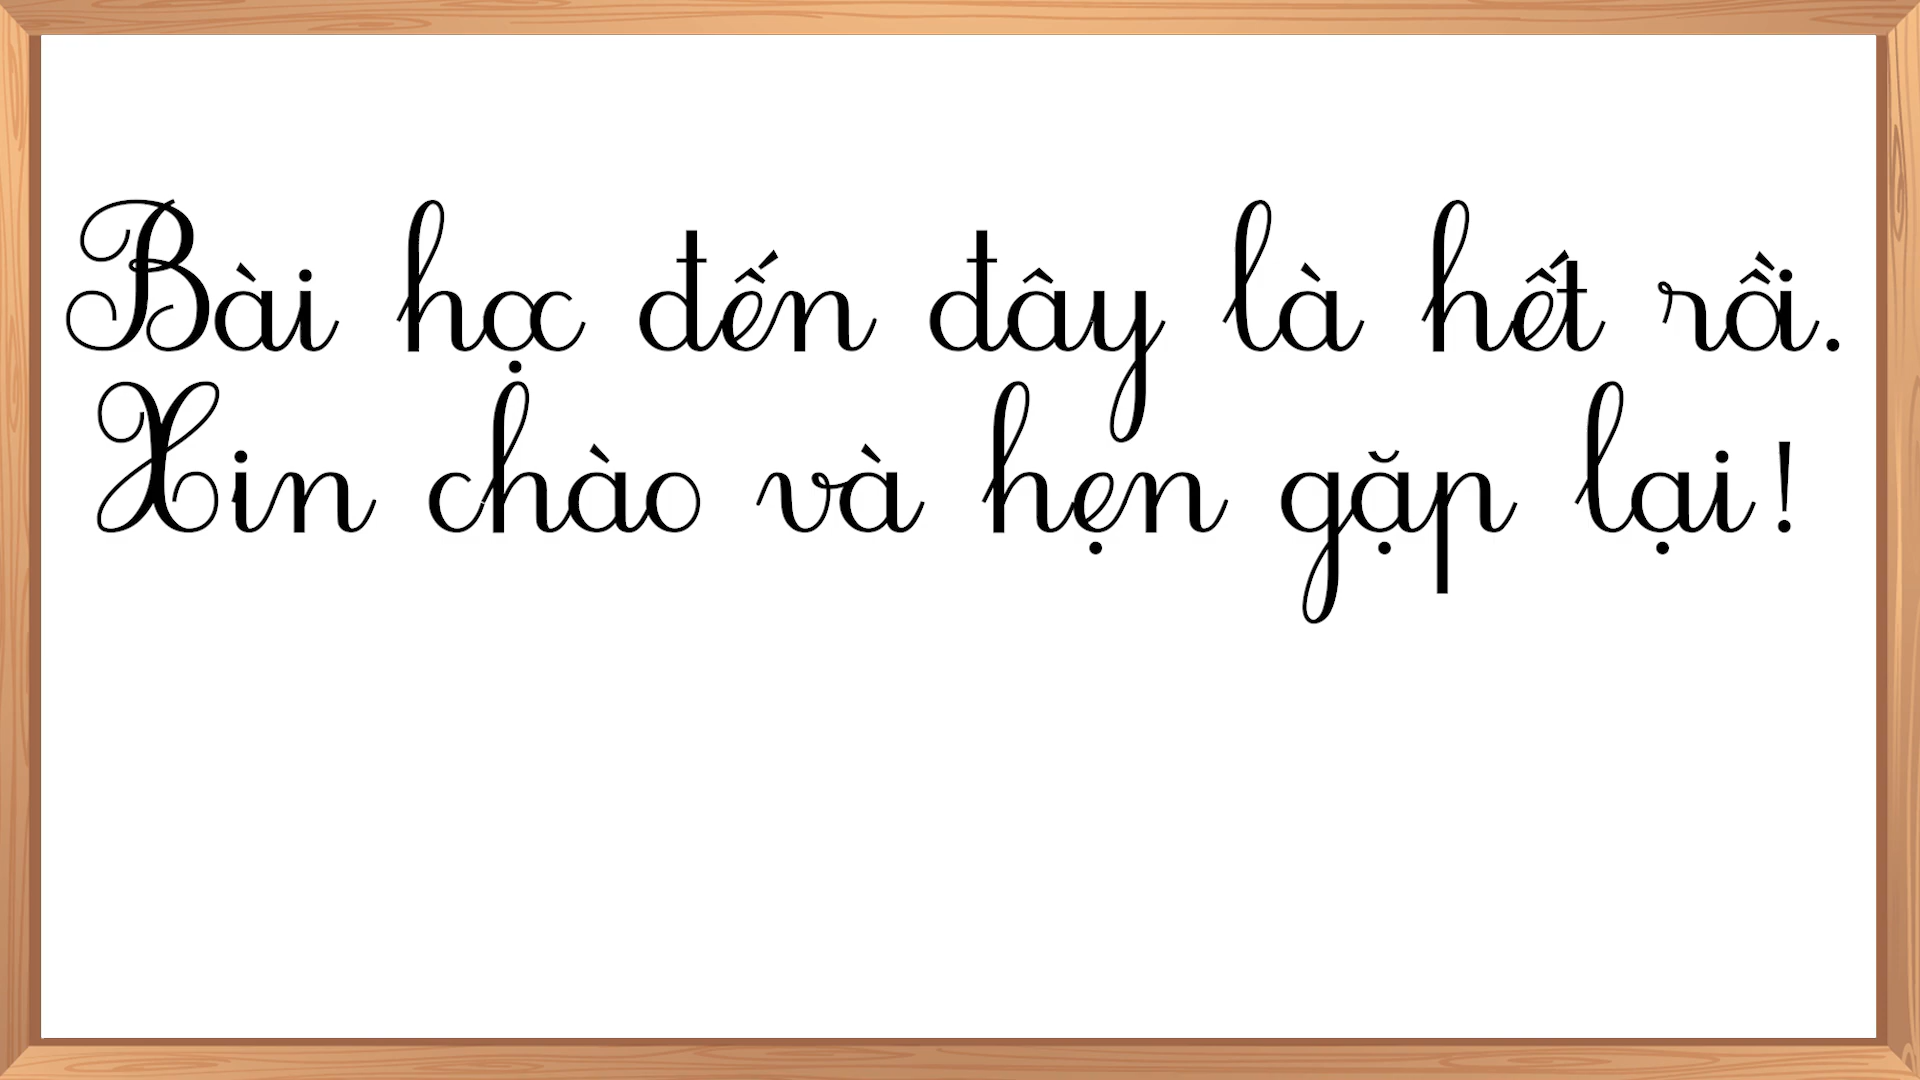 Bài học đến đây là hết rồi.
Xin chào và hẹn gặp lại!